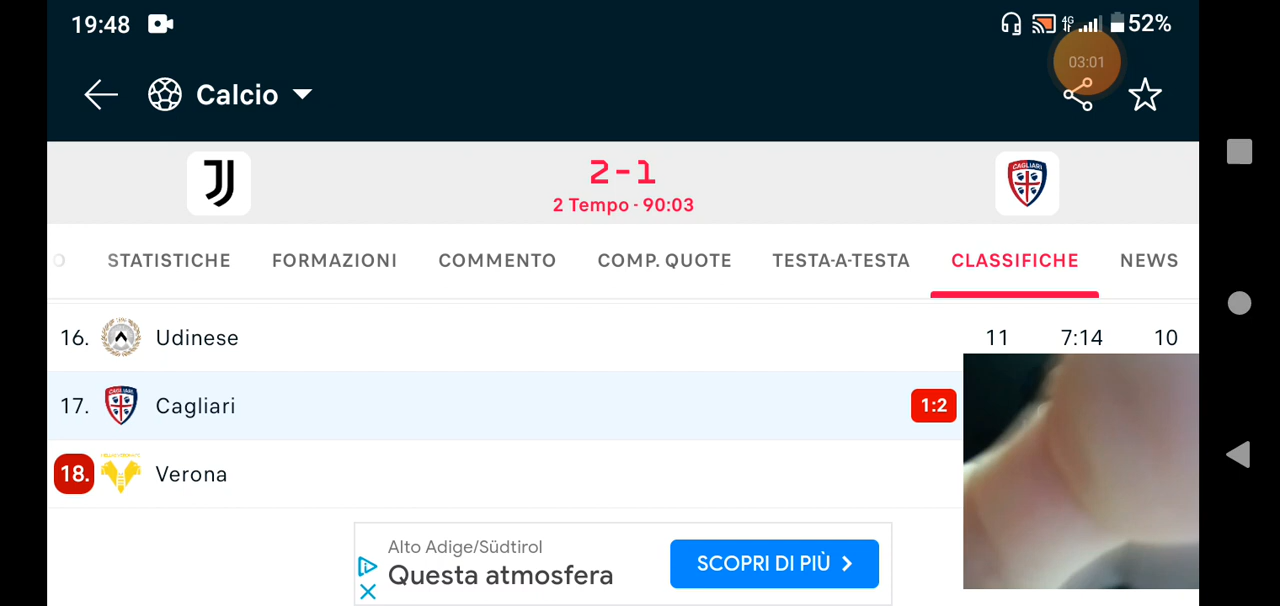 19:48 4G 52%
03:01
Calcio
2-1
2 Tempo - 90:03
O STATISTICHE FORMAZIONI COMMENTO COMP. QUOTE TESTA-A-TESTA CLASSIFICHE NEWS
16. Udinese 11 7:14 10
17. CAGLIARI Cagliari 1:2
18. Verona
Alto Adige/Südtirol
Questa atmosfera
SCOPRI DI PIÙ